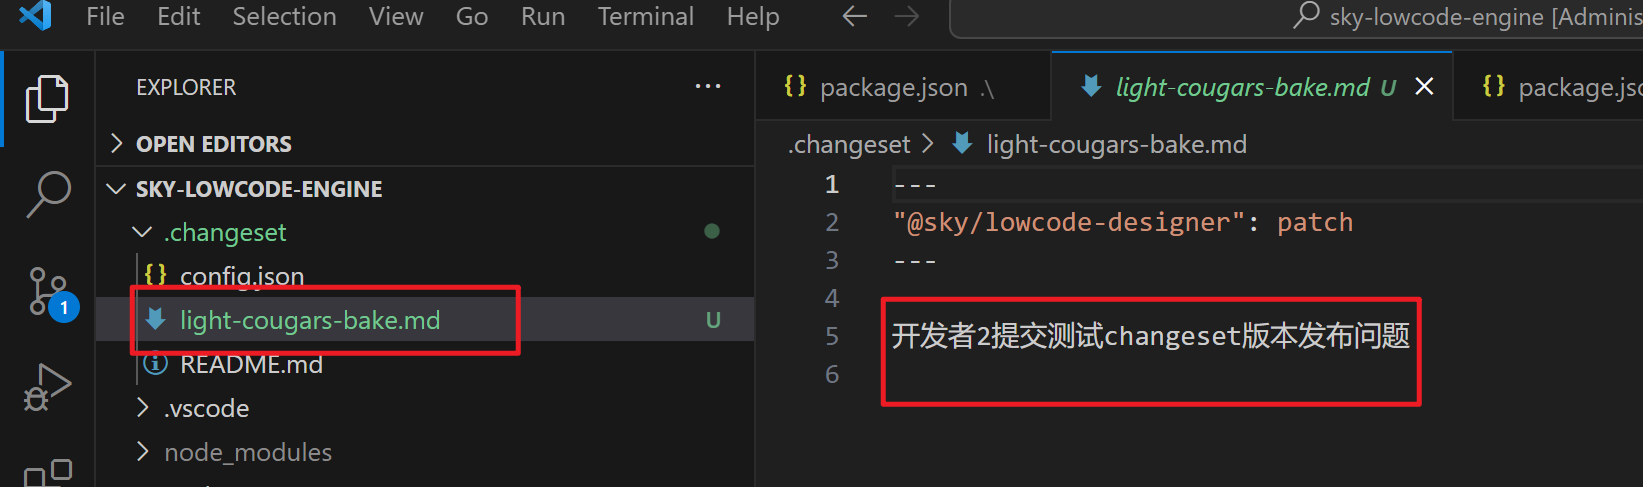 File Edit Selection View Go Run Terminal Help
sky-lowcode-engine [Adminis
EXPLORER
package.json .\
light-cougars-bake.md U
package.jso
OPEN EDITORS
.changeset > light-cougars-bake.md
SKY-LOWCODE-ENGINE
.changeset
config.json
light-cougars-bake.md U
README.md
.vscode
node_modules
1
1 ---
2 "@sky/lowcode-designer": patch
3 ---
4
5 开发者2提交测试changeset版本发布问题
6